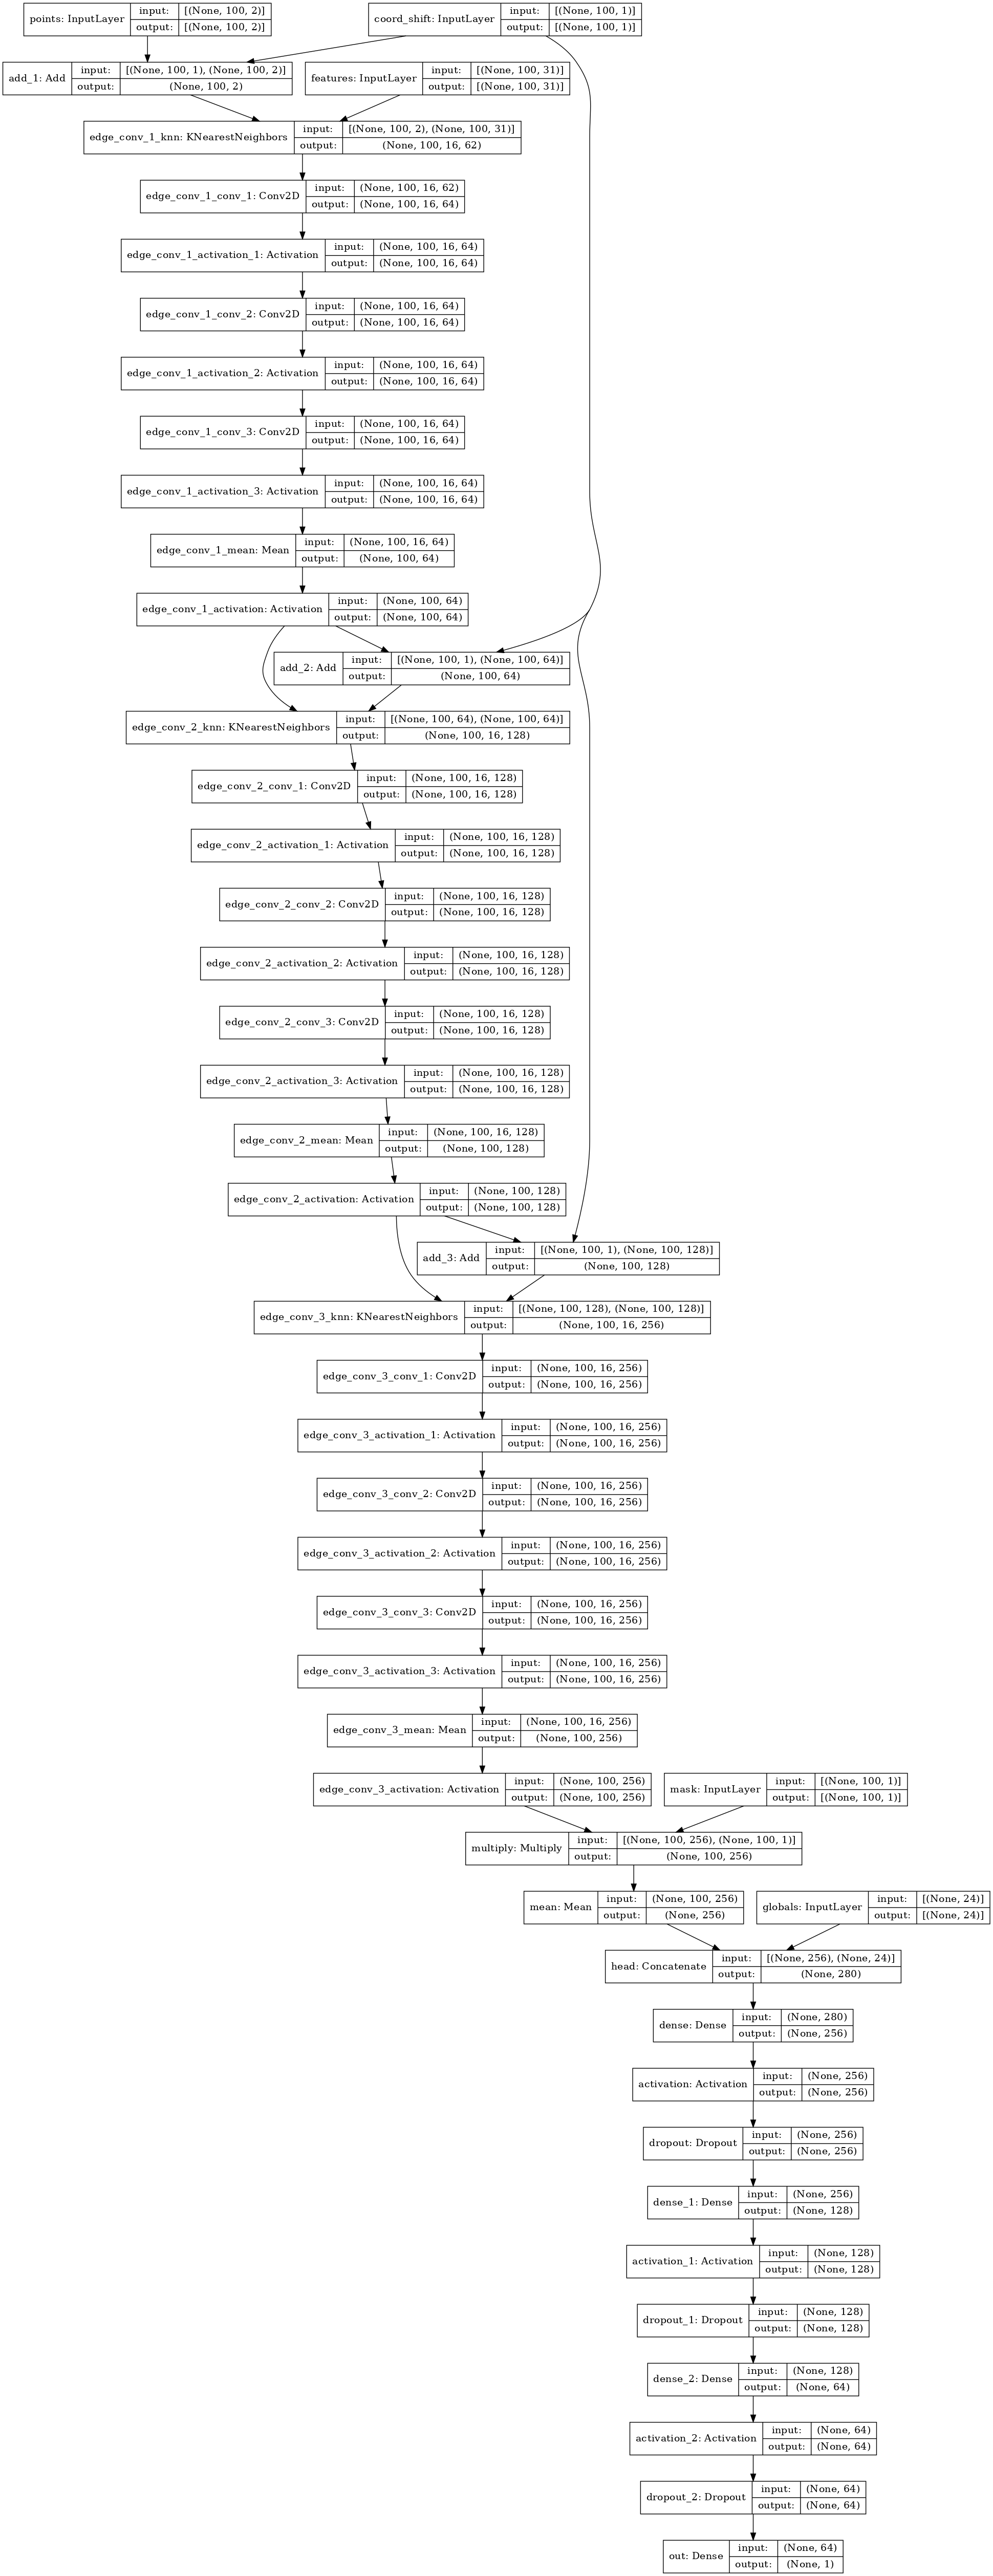 points: InputLayer input: [(None, 100, 2)]
output: [(None, 100, 2)]
coord_shift: InputLayer input: [(None, 100, 1)]
output: [(None, 100, 1)]
add_1: Add input: [(None, 100, 1), (None, 100, 2)]
output: (None, 100, 2)
features: InputLayer input: [(None, 100, 31)]
output: [(None, 100, 31)]
edge_conv_1_knn: KNearestNeighbors input: [(None, 100, 2), (None, 100, 31)]
output: (None, 100, 16, 62)
edge_conv_1_conv_1: Conv2D input: (None, 100, 16, 62)
output: (None, 100, 16, 64)
edge_conv_1_activation_1: Activation input: (None, 100, 16, 64)
output: (None, 100, 16, 64)
edge_conv_1_conv_2: Conv2D input: (None, 100, 16, 64)
output: (None, 100, 16, 64)
edge_conv_1_activation_2: Activation input: (None, 100, 16, 64)
output: (None, 100, 16, 64)
edge_conv_1_conv_3: Conv2D input: (None, 100, 16, 64)
output: (None, 100, 16, 64)
edge_conv_1_activation_3: Activation input: (None, 100, 16, 64)
output: (None, 100, 16, 64)
edge_conv_1_mean: Mean input: (None, 100, 16, 64)
output: (None, 100, 64)
edge_conv_1_activation: Activation input: (None, 100, 64)
output: (None, 100, 64)
add_2: Add input: [(None, 100, 1), (None, 100, 64)]
output: (None, 100, 64)
edge_conv_2_knn: KNearestNeighbors input: [(None, 100, 64), (None, 100, 64)]
output: (None, 100, 16, 128)
edge_conv_2_conv_1: Conv2D input: (None, 100, 16, 128)
output: (None, 100, 16, 128)
edge_conv_2_activation_1: Activation input: (None, 100, 16, 128)
output: (None, 100, 16, 128)
edge_conv_2_conv_2: Conv2D input: (None, 100, 16, 128)
output: (None, 100, 16, 128)
edge_conv_2_activation_2: Activation input: (None, 100, 16, 128)
output: (None, 100, 16, 128)
edge_conv_2_conv_3: Conv2D input: (None, 100, 16, 128)
output: (None, 100, 16, 128)
edge_conv_2_activation_3: Activation input: (None, 100, 16, 128)
output: (None, 100, 16, 128)
edge_conv_2_mean: Mean input: (None, 100, 16, 128)
output: (None, 100, 128)
edge_conv_2_activation: Activation input: (None, 100, 128)
output: (None, 100, 128)
add_3: Add input: [(None, 100, 1), (None, 100, 128)]
output: (None, 100, 128)
edge_conv_3_knn: KNearestNeighbors input: [(None, 100, 128), (None, 100, 128)]
output: (None, 100, 16, 256)
edge_conv_3_conv_1: Conv2D input: (None, 100, 16, 256)
output: (None, 100, 16, 256)
edge_conv_3_activation_1: Activation input: (None, 100, 16, 256)
output: (None, 100, 16, 256)
edge_conv_3_conv_2: Conv2D input: (None, 100, 16, 256)
output: (None, 100, 16, 256)
edge_conv_3_activation_2: Activation input: (None, 100, 16, 256)
output: (None, 100, 16, 256)
edge_conv_3_conv_3: Conv2D input: (None, 100, 16, 256)
output: (None, 100, 16, 256)
edge_conv_3_activation_3: Activation input: (None, 100, 16, 256)
output: (None, 100, 16, 256)
edge_conv_3_mean: Mean input: (None, 100, 16, 256)
output: (None, 100, 256)
edge_conv_3_activation: Activation input: (None, 100, 256)
output: (None, 100, 256)
mask: InputLayer input: [(None, 100, 1)]
output: [(None, 100, 1)]
multiply: Multiply input: [(None, 100, 256), (None, 100, 1)]
output: (None, 100, 256)
mean: Mean input: (None, 100, 256)
output: (None, 256)
globals: InputLayer input: [(None, 24)]
output: [(None, 24)]
head: Concatenate input: [(None, 256), (None, 24)]
output: (None, 280)
dense: Dense input: (None, 280)
output: (None, 256)
activation: Activation input: (None, 256)
output: (None, 256)
dropout: Dropout input: (None, 256)
output: (None, 256)
dense_1: Dense input: (None, 256)
output: (None, 128)
activation_1: Activation input: (None, 128)
output: (None, 128)
dropout_1: Dropout input: (None, 128)
output: (None, 128)
dense_2: Dense input: (None, 128)
output: (None, 64)
activation_2: Activation input: (None, 64)
output: (None, 64)
dropout_2: Dropout input: (None, 64)
output: (None, 64)
out: Dense input: (None, 64)
output: (None, 1)